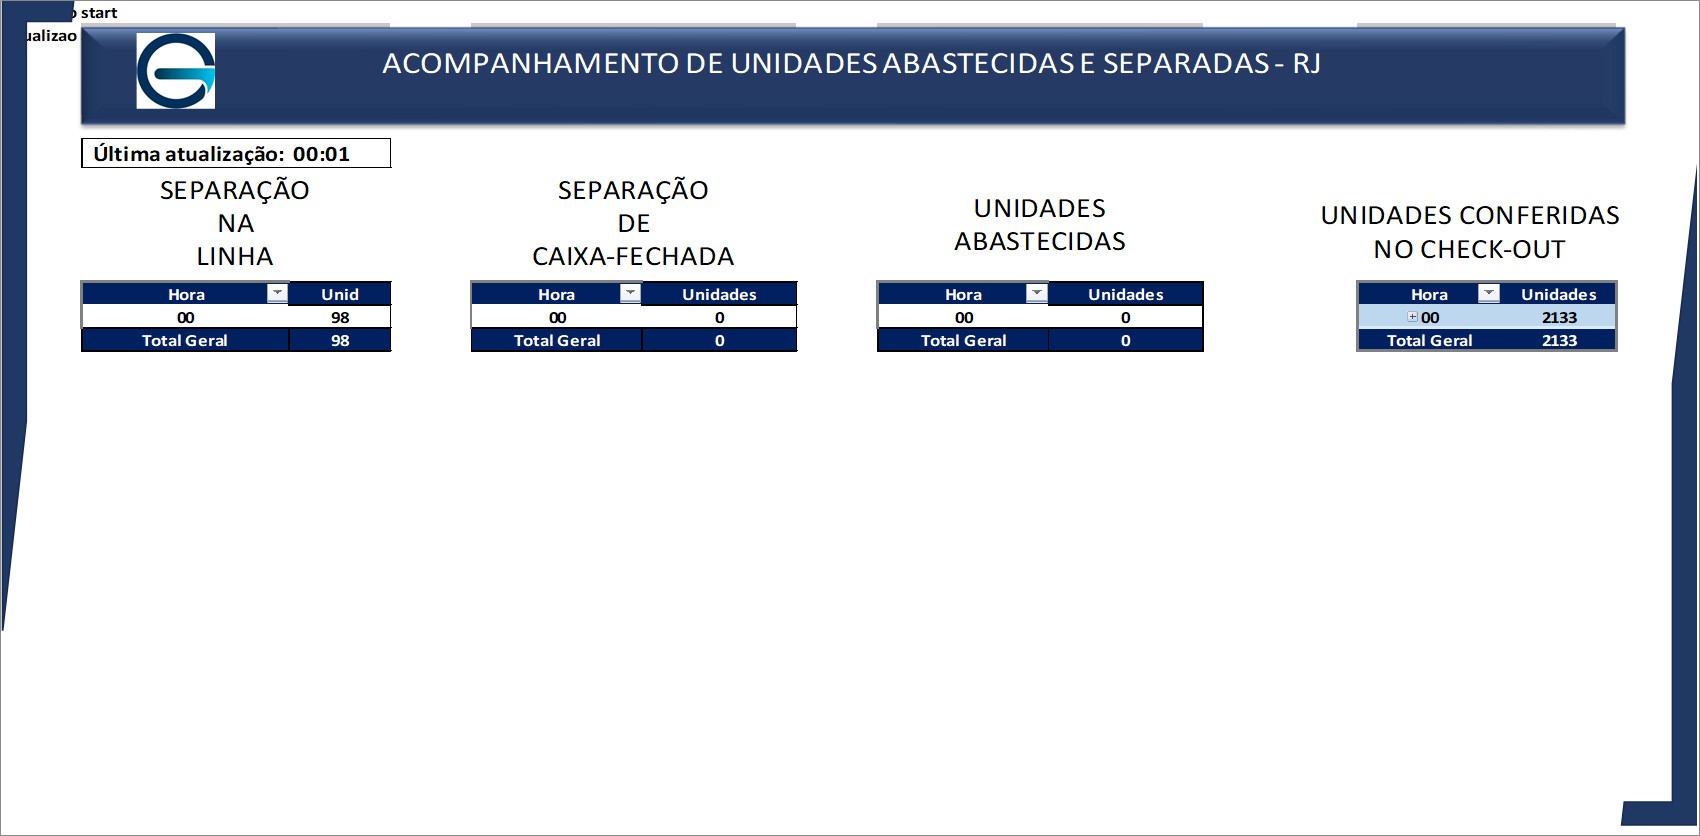 start
ualizao
ACOMPANHAMENTO DE UNIDADES ABASTECIDAS E SEPARADAS - RJ
Última atualização: 00:01
SEPARAÇÃO
NA
LINHA
Hora Unid
00 98
Total Geral 98
SEPARAÇÃO
DE
CAIXA-FECHADA
Hora Unidades
00 0
Total Geral 0
UNIDADES
ABASTECIDAS
Hora Unidades
00 0
Total Geral 0
UNIDADES CONFERIDAS
NO CHECK-OUT
Hora Unidades
00 2133
Total Geral 2133